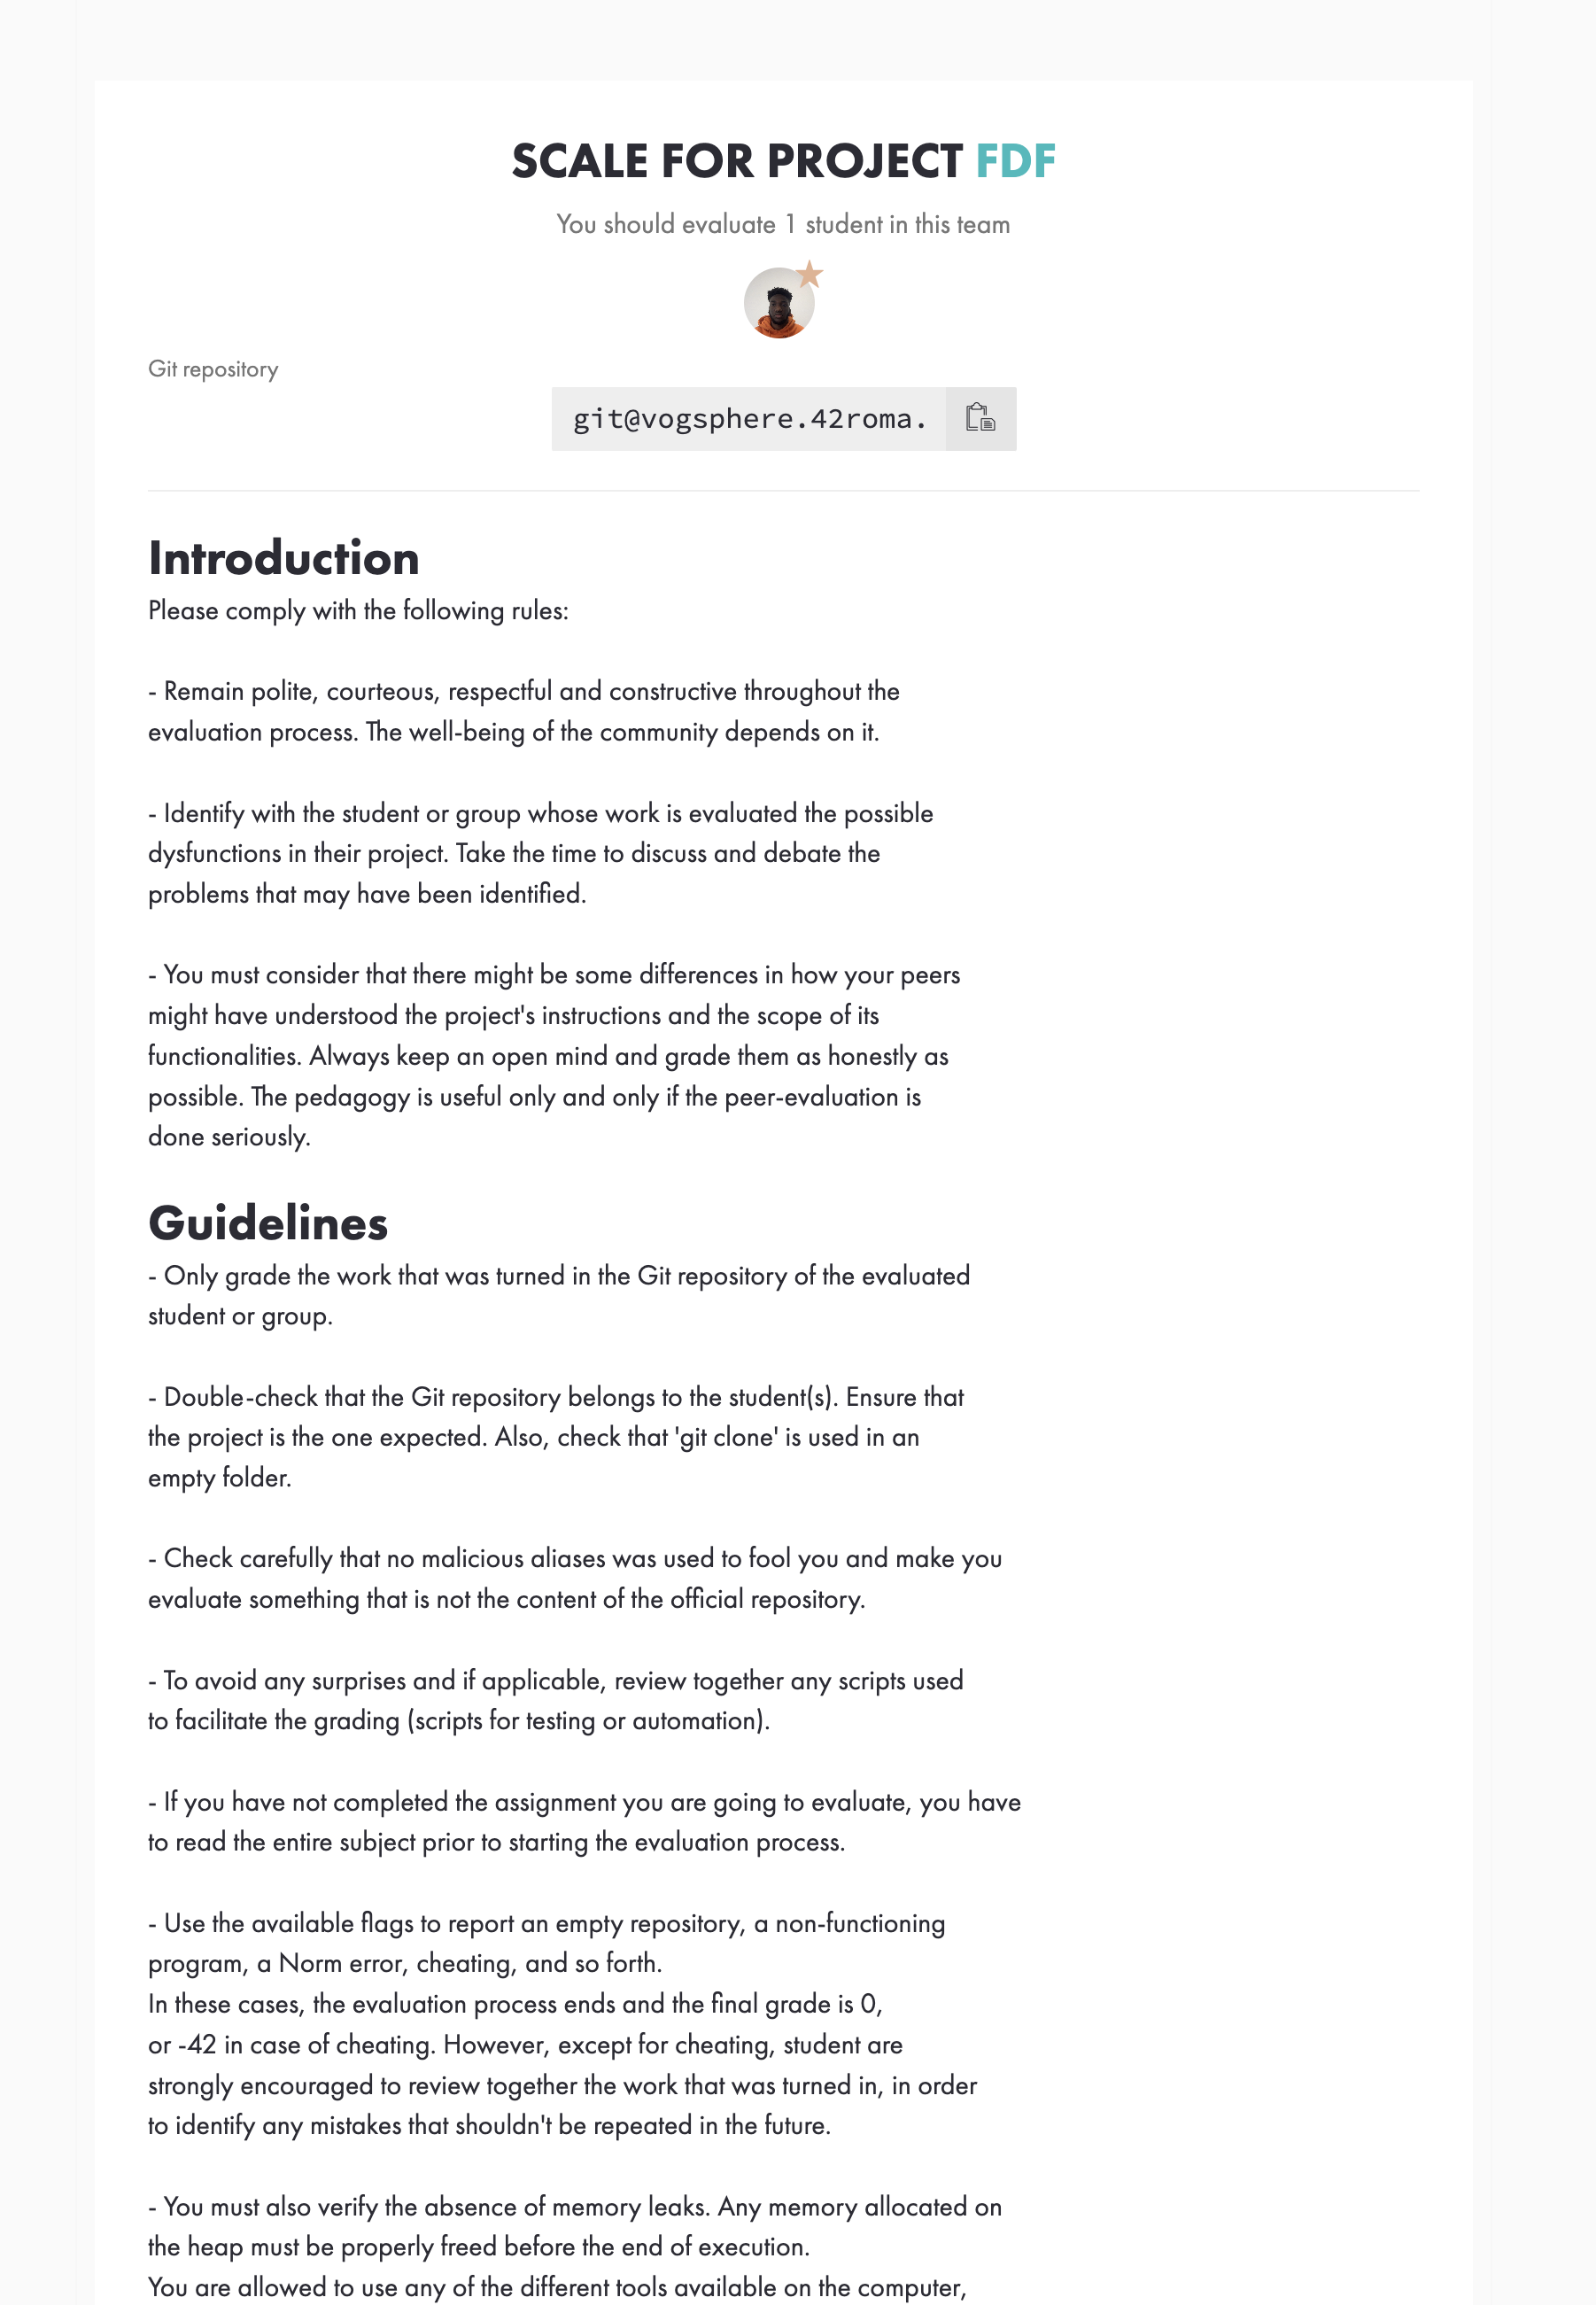 SCALE FOR PROJECT FDF
You should evaluate 1 student in this team
Git repository
git@vogsphere.42roma.
Introduction
Please comply with the following rules:
- Remain polite, courteous, respectful and constructive throughout the
evaluation process. The well-being of the community depends on it.
- Identify with the student or group whose work is evaluated the possible
dysfunctions in their project. Take the time to discuss and debate the
problems that may have been identified.
- You must consider that there might be some differences in how your peers
might have understood the project's instructions and the scope of its
functionalities. Always keep an open mind and grade them as honestly as
possible. The pedagogy is useful only and only if the peer-evaluation is
done seriously.
Guidelines
- Only grade the work that was turned in the Git repository of the evaluated
student or group.
- Double-check that the Git repository belongs to the student(s). Ensure that
the project is the one expected. Also, check that 'git clone' is used in an
empty folder.
- Check carefully that no malicious aliases was used to fool you and make you
evaluate something that is not the content of the official repository.
- To avoid any surprises and if applicable, review together any scripts used
to facilitate the grading (scripts for testing or automation).
- If you have not completed the assignment you are going to evaluate, you have
to read the entire subject prior to starting the evaluation process.
- Use the available flags to report an empty repository, a non-functioning
program, a Norm error, cheating, and so forth.
In these cases, the evaluation process ends and the final grade is 0,
or -42 in case of cheating. However, except for cheating, student are
strongly encouraged to review together the work that was turned in, in order
to identify any mistakes that shouldn't be repeated in the future.
- You must also verify the absence of memory leaks. Any memory allocated on
the heap must be properly freed before the end of execution.
You are allowed to use any of the different tools available on the computer,